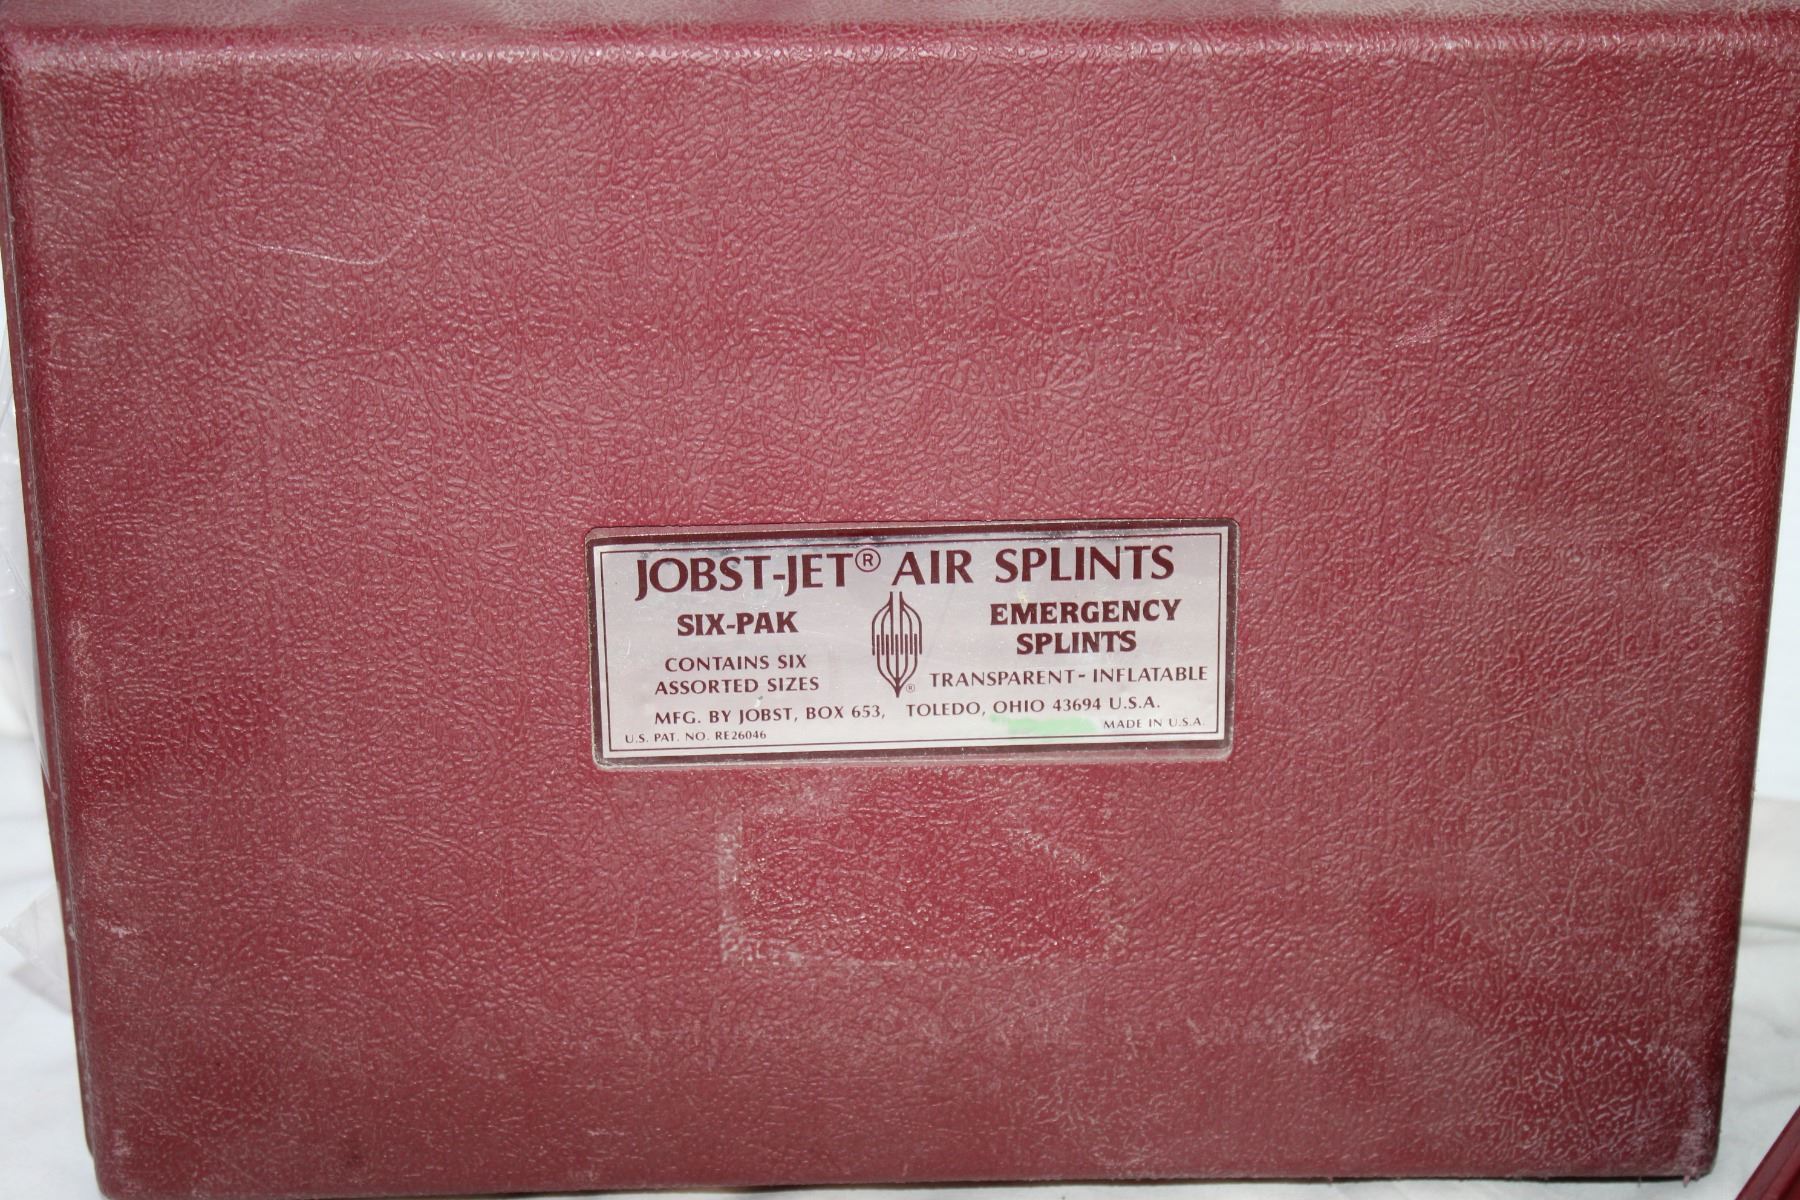 JOBST-JET® AIR SPLINTS
SIX-PAK
CONTAINS SIX
ASSORTED SIZES
EMERGENCY
SPLINTS
TRANSPARENT-INFLATABLE
®
MFG. BY JOBST, BOX 653, TOLEDO, OHIO 43694 U.S.A.
U.S. PAT. NO. RE26046
MADE IN U.S.A.